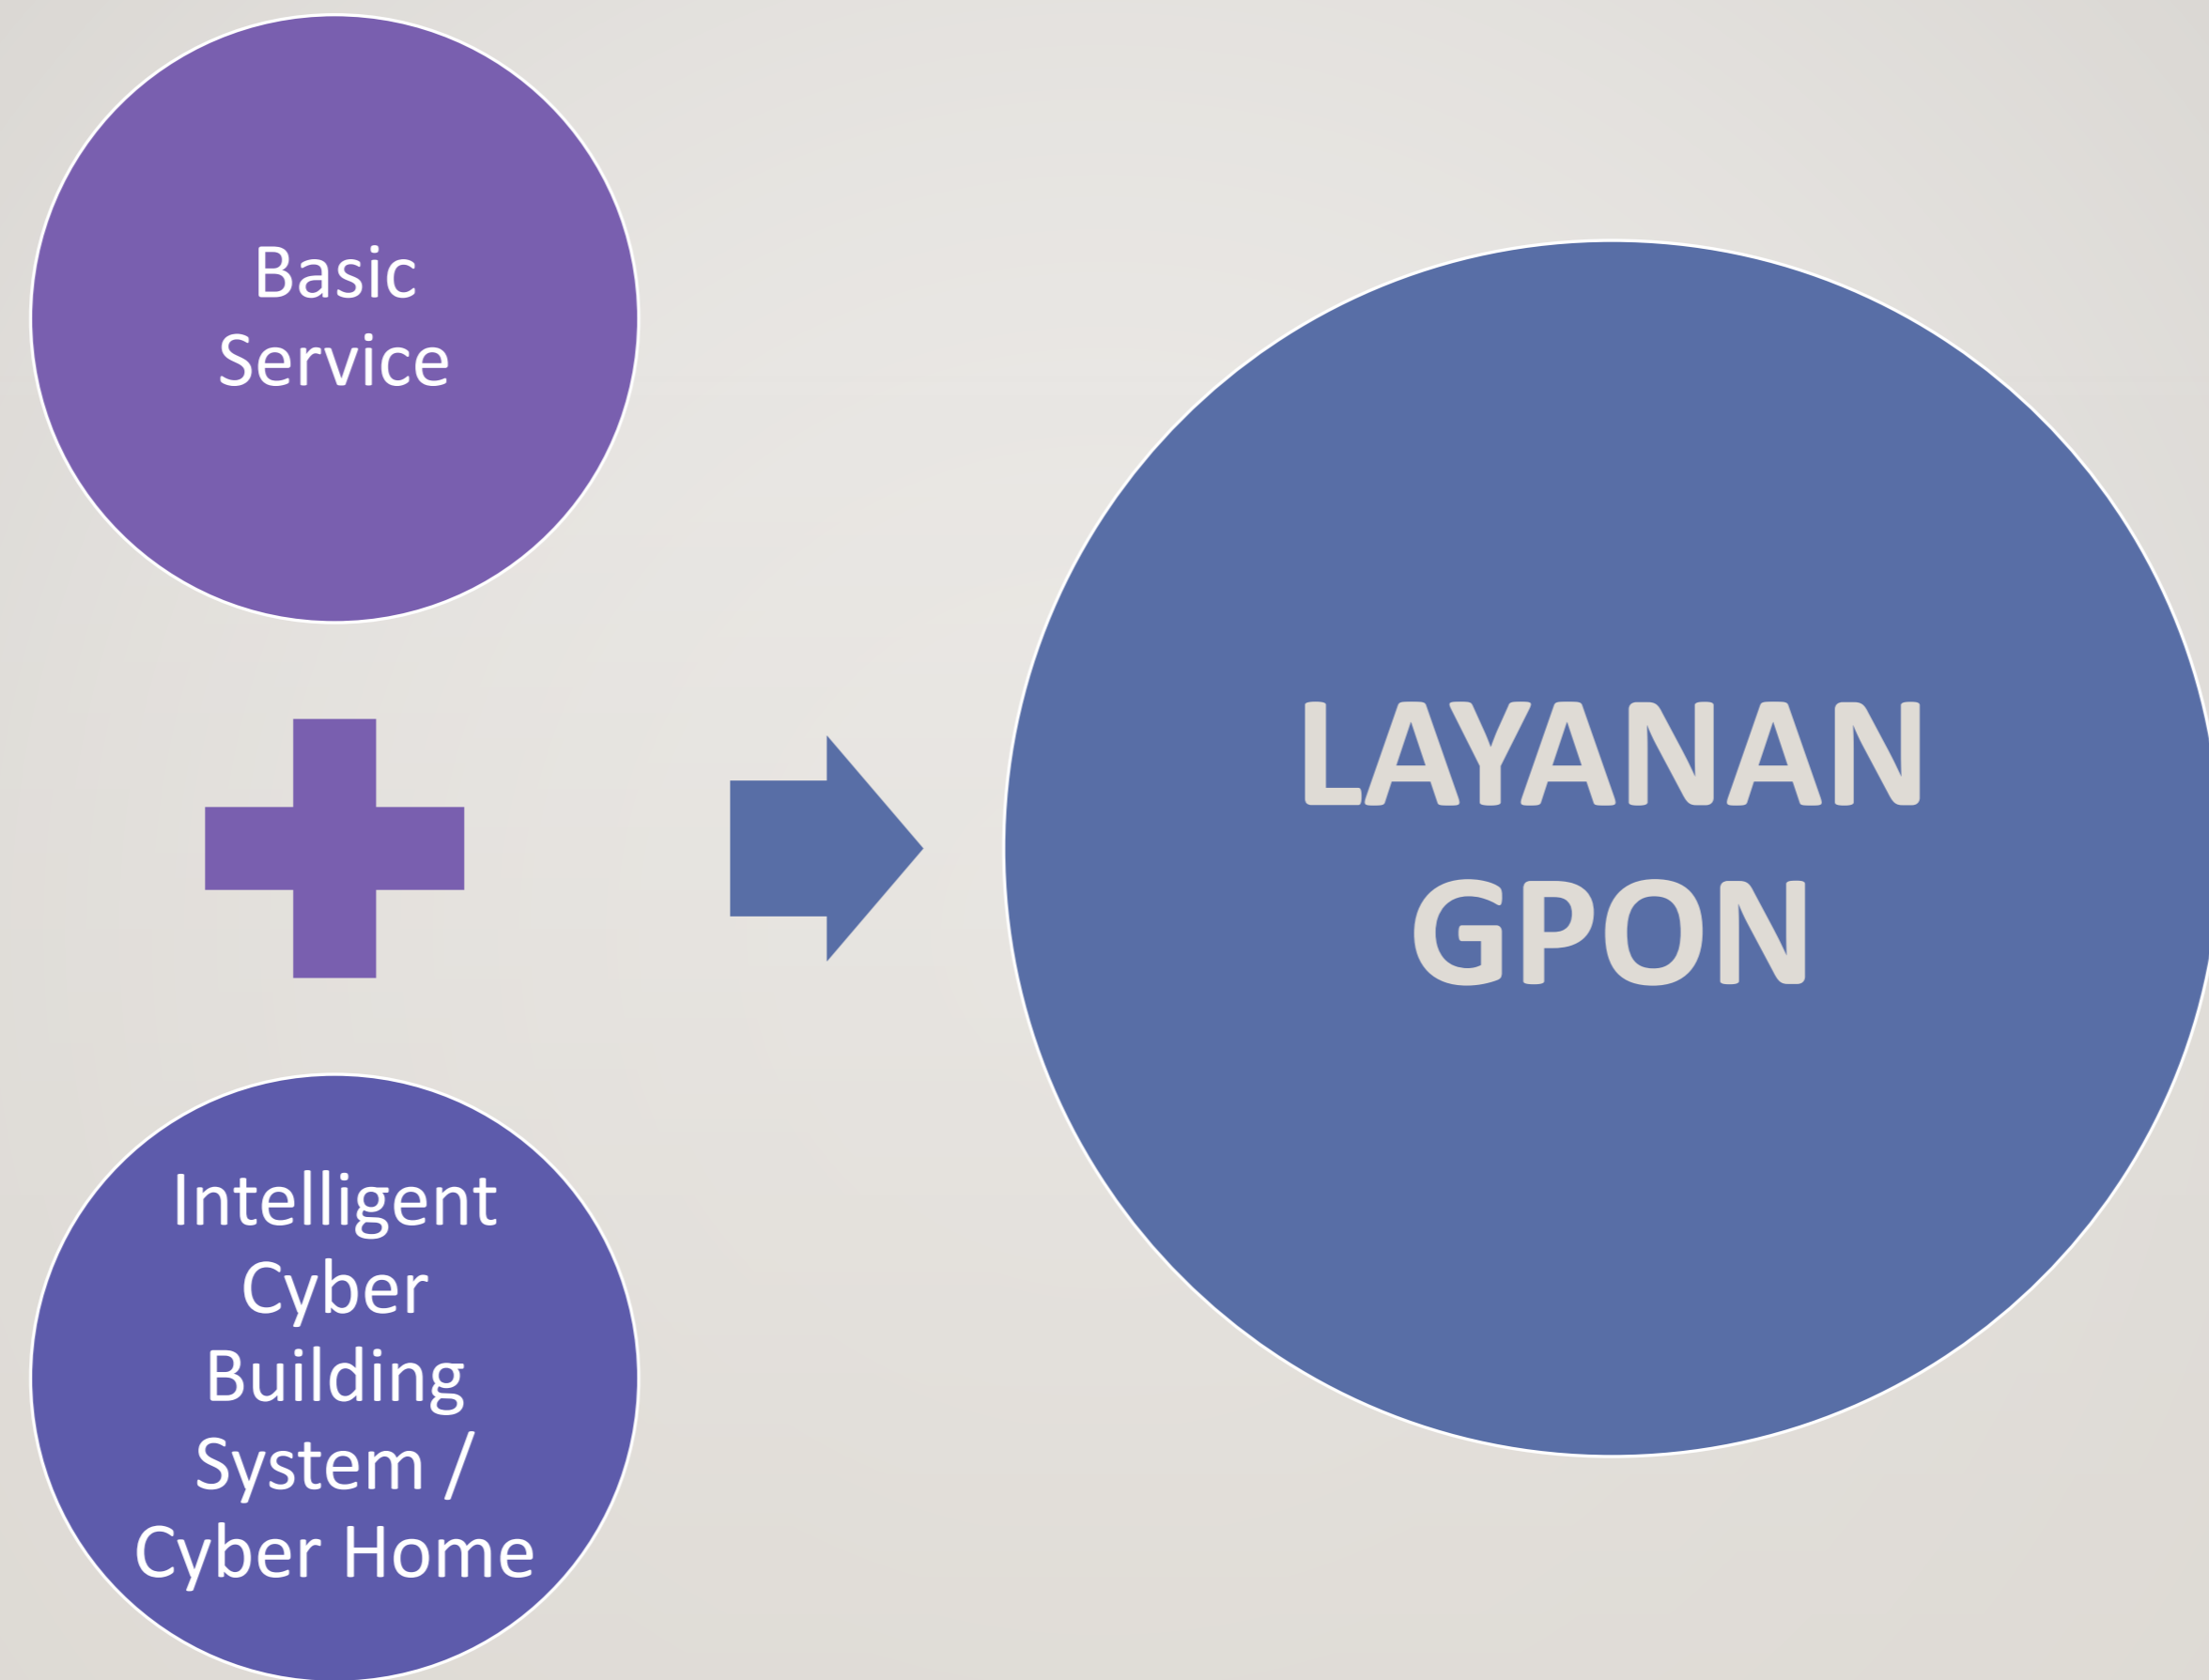 Basic
Service
Intelligent
Cyber
Building
System /
Cyber Home
LAYANAN
GPON